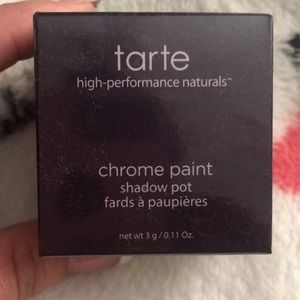 tarte
high-performance naturals™
chrome paint
shadow pot
fards à paupières
net wt 3 g / 0.11 Oz.